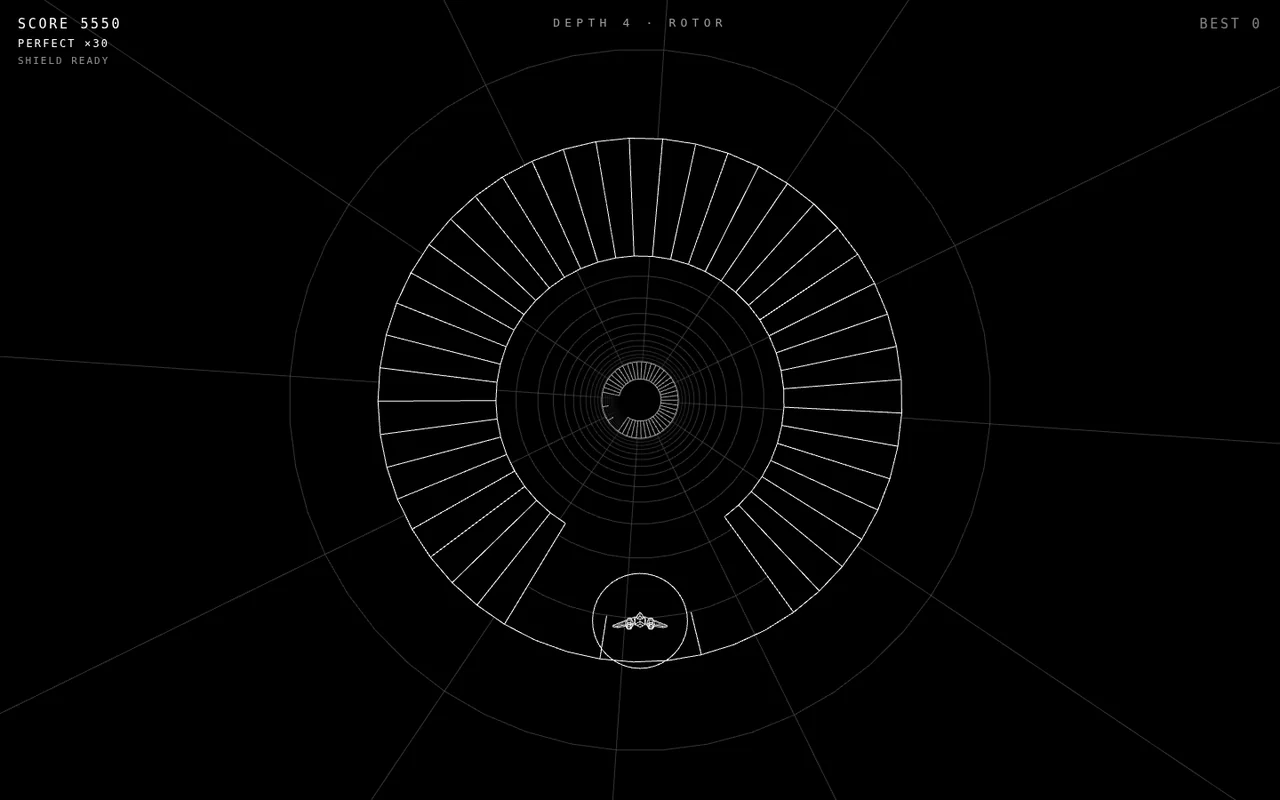 SCORE 5550
DEPTH 4 · ROTOR
BEST 0
PERFECT ×30
SHIELD READY